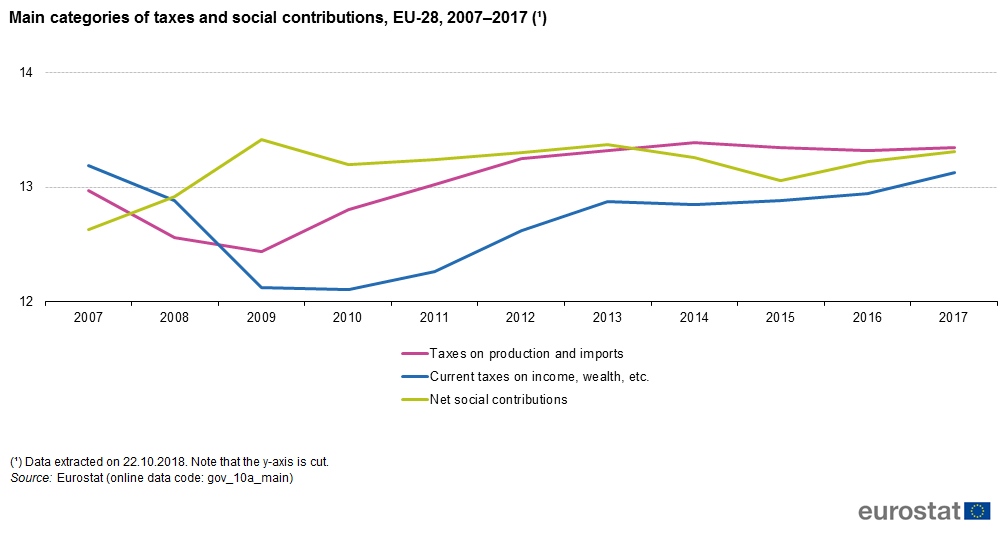 Main categories of taxes and social contributions, EU-28, 2007–2017 (¹)
14
13
12
2007 2008 2009 2010 2011 2012 2013 2014 2015 2016 2017
Taxes on production and imports
Current taxes on income, wealth, etc.
Net social contributions
(¹) Data extracted on 22.10.2018. Note that the y-axis is cut.
Source: Eurostat (online data code: gov_10a_main)
eurostat